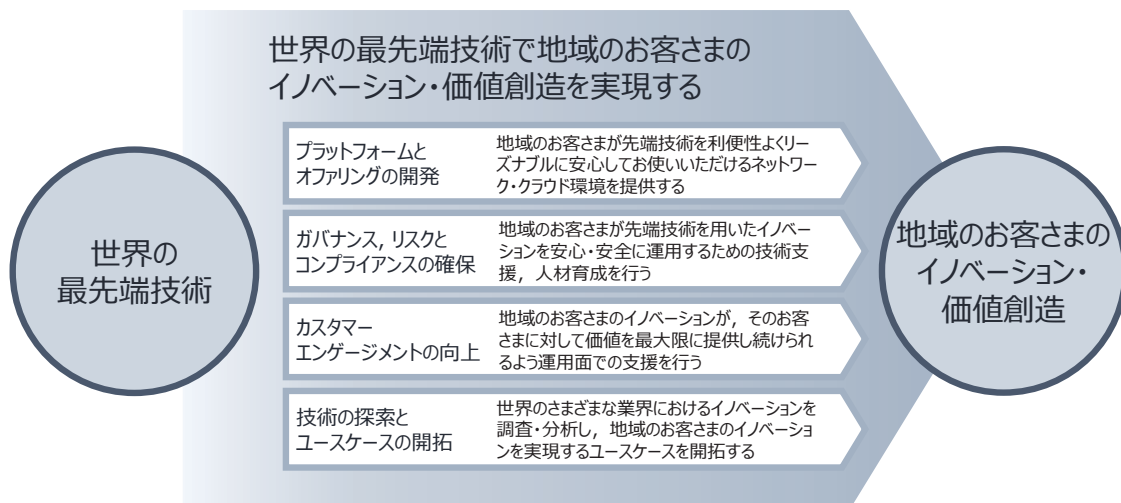 世界の最先端技術で地域のお客さまの
イノベーション・価値創造を実現する
世界の
最先端技術
プラットフォームと
オファリングの開発
地域のお客さまが先端技術を利便性よくリー
ズナブルに安心してお使いいただけるネットワー
ク・クラウド環境を提供する
ガバナンス, リスクと
コンプライアンスの確保
地域のお客さまが先端技術を用いたイノベー
ションを安心・安全に運用するための技術支
援, 人材育成を行う
カスタマー
エンゲージメントの向上
地域のお客さまのイノベーションが, そのお客
さまに対して価値を最大限に提供し続けられ
るよう運用面での支援を行う
技術の探索と
ユースケースの開拓
世界のさまざまな業界におけるイノベーションを
調査・分析し, 地域のお客さまのイノベーショ
ンを実現するユースケースを開拓する
地域のお客さまの
イノベーション・
価値創造